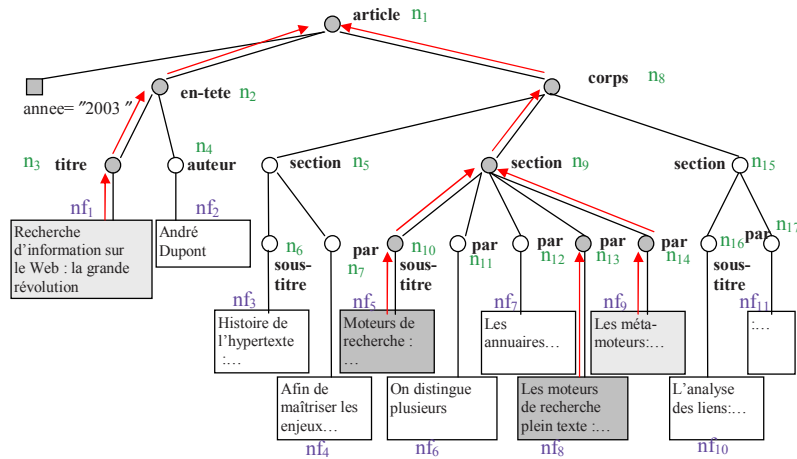 article n1
annee= "2003 "
en-tete n2
corps n8
n3 titre
n4
auteur
section n5
section n9
section n15
nf1
nf2
Recherche
d'information sur
le Web : la grande
révolution
André
Dupont
n6
sous-
titre
par
n7
n10
sous-
titre
par
n11
par
n12
par
n13
par
n14
n16
sous-
titre
n17
par
nf3
nf5
nf7
nf9
nf11
Histoire de
l'hypertexte
:…
Moteurs de
recherche :
…
Les
annuaires…
Les méta-
moteurs:…
:…
Afin de
maîtriser les
enjeux…
On distingue
plusieurs
Les moteurs
de recherche
plein texte :…
L'analyse
des liens:…
nf4
nf6
nf8
nf10